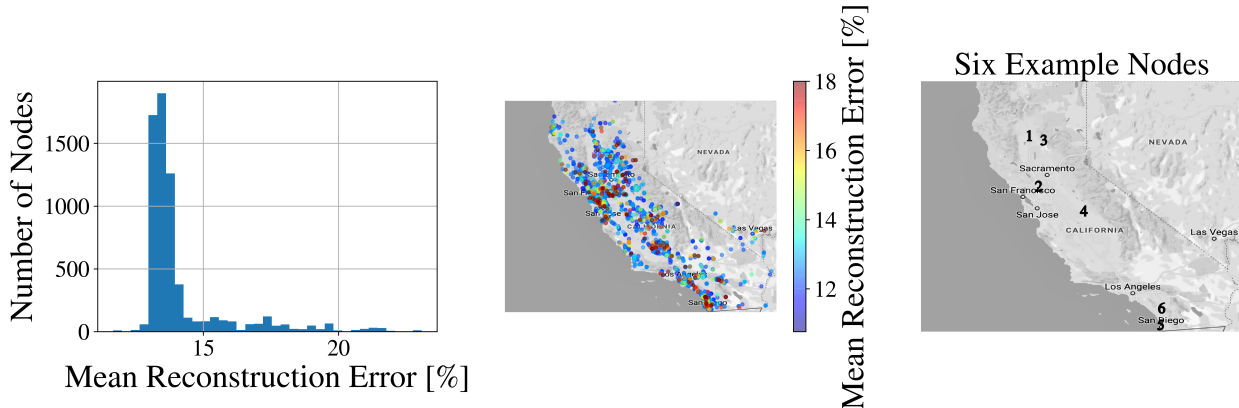 Number of Nodes
1500
1000
500
0
15
20
Mean Reconstruction Error [%]
NEVADA
Sacramento
San Jose
CALIFORNIA
Las Vegas
Los Angeles
San Diego
18
16
14
12
Mean Reconstruction Error [%]
Six Example Nodes
1
3
NEVADA
Sacramento
2
San Francisco
San Jose
4
CALIFORNIA
Las Vegas
Los Angeles
6
San Diego
5